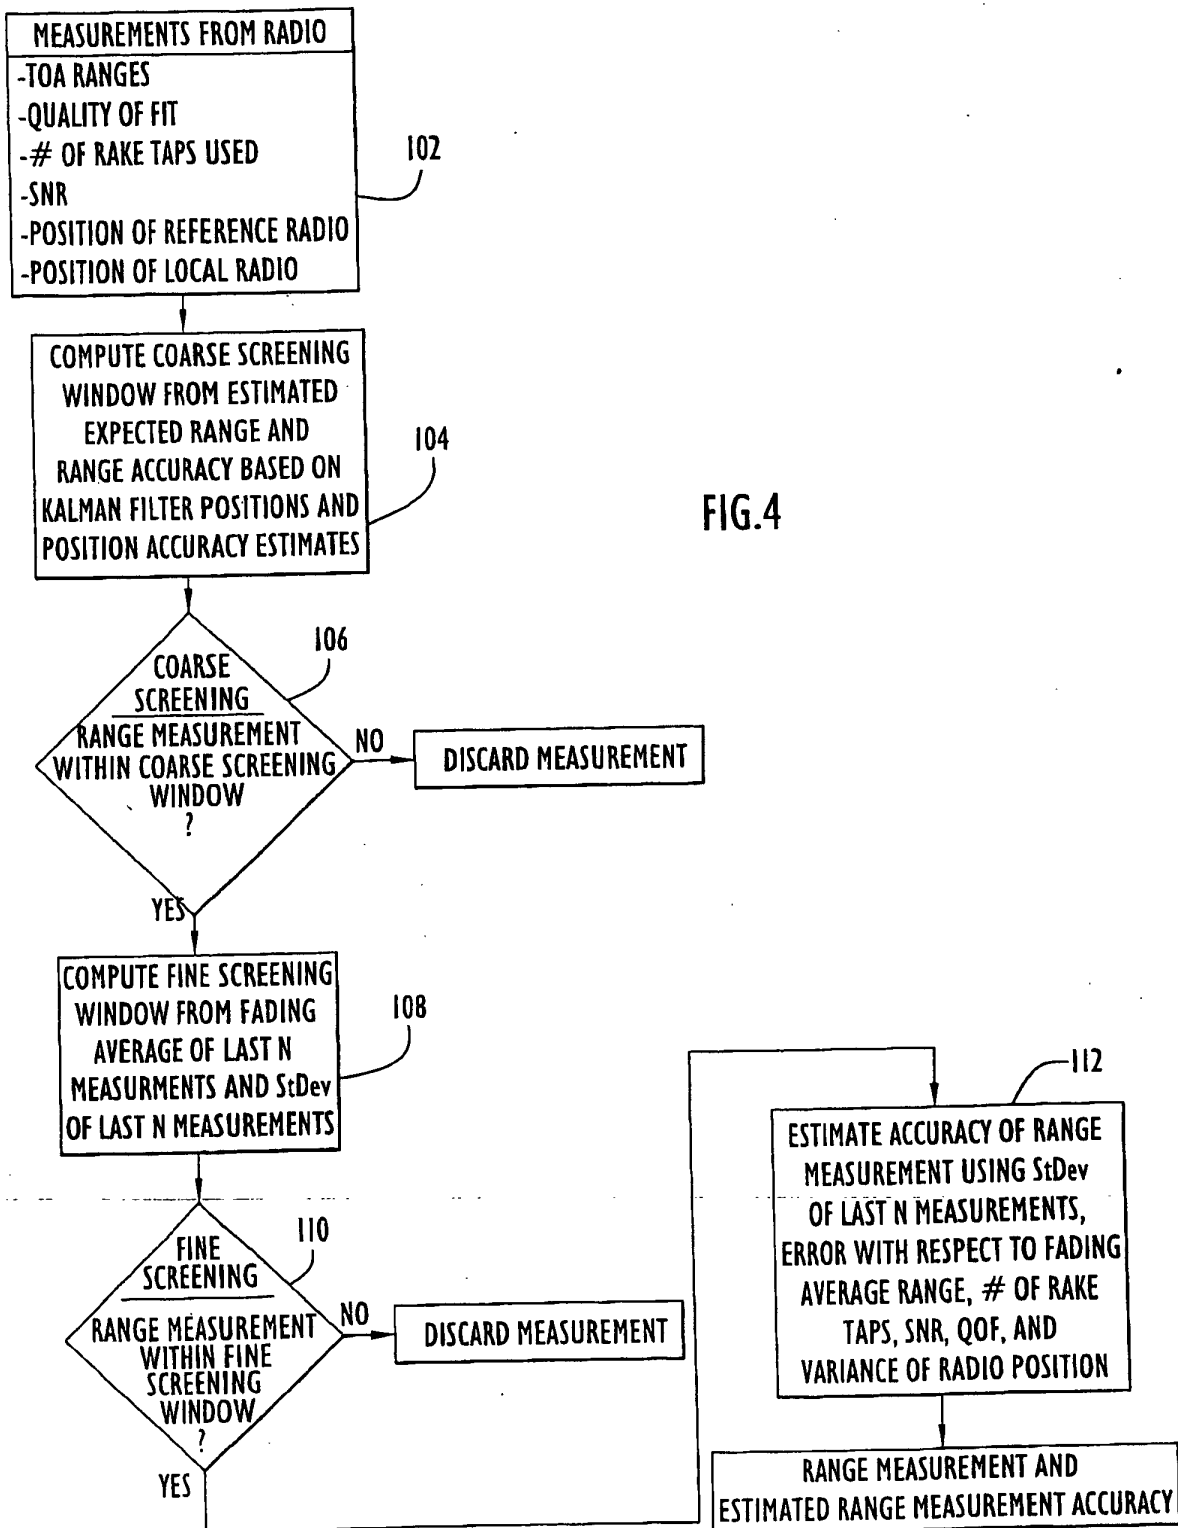 MEASUREMENTS FROM RADIO
-TOA RANGES
-QUALITY OF FIT
-# OF RAKE TAPS USED
-SNR
-POSITION OF REFERENCE RADIO
-POSITION OF LOCAL RADIO
102
COMPUTE COARSE SCREENING
WINDOW FROM ESTIMATED
EXPECTED RANGE AND
RANGE ACCURACY BASED ON
KALMAN FILTER POSITIONS AND
POSITION ACCURACY ESTIMATES
104
FIG.4
COARSE
SCREENING
RANGE MEASUREMENT
WITHIN COARSE SCREENING
WINDOW
?
106
NO
DISCARD MEASUREMENT
YES
COMPUTE FINE SCREENING
WINDOW FROM FADING
AVERAGE OF LAST N
MEASURMENTS AND StDev
OF LAST N MEASUREMENTS
108
FINE
SCREENING
RANGE MEASUREMENT
WITHIN FINE
SCREENING
WINDOW
?
110
NO
DISCARD MEASUREMENT
YES
112
ESTIMATE ACCURACY OF RANGE
MEASUREMENT USING StDev
OF LAST N MEASUREMENTS,
ERROR WITH RESPECT TO FADING
AVERAGE RANGE, # OF RAKE
TAPS, SNR, QOF, AND
VARIANCE OF RADIO POSITION
RANGE MEASUREMENT AND
ESTIMATED RANGE MEASUREMENT ACCURACY